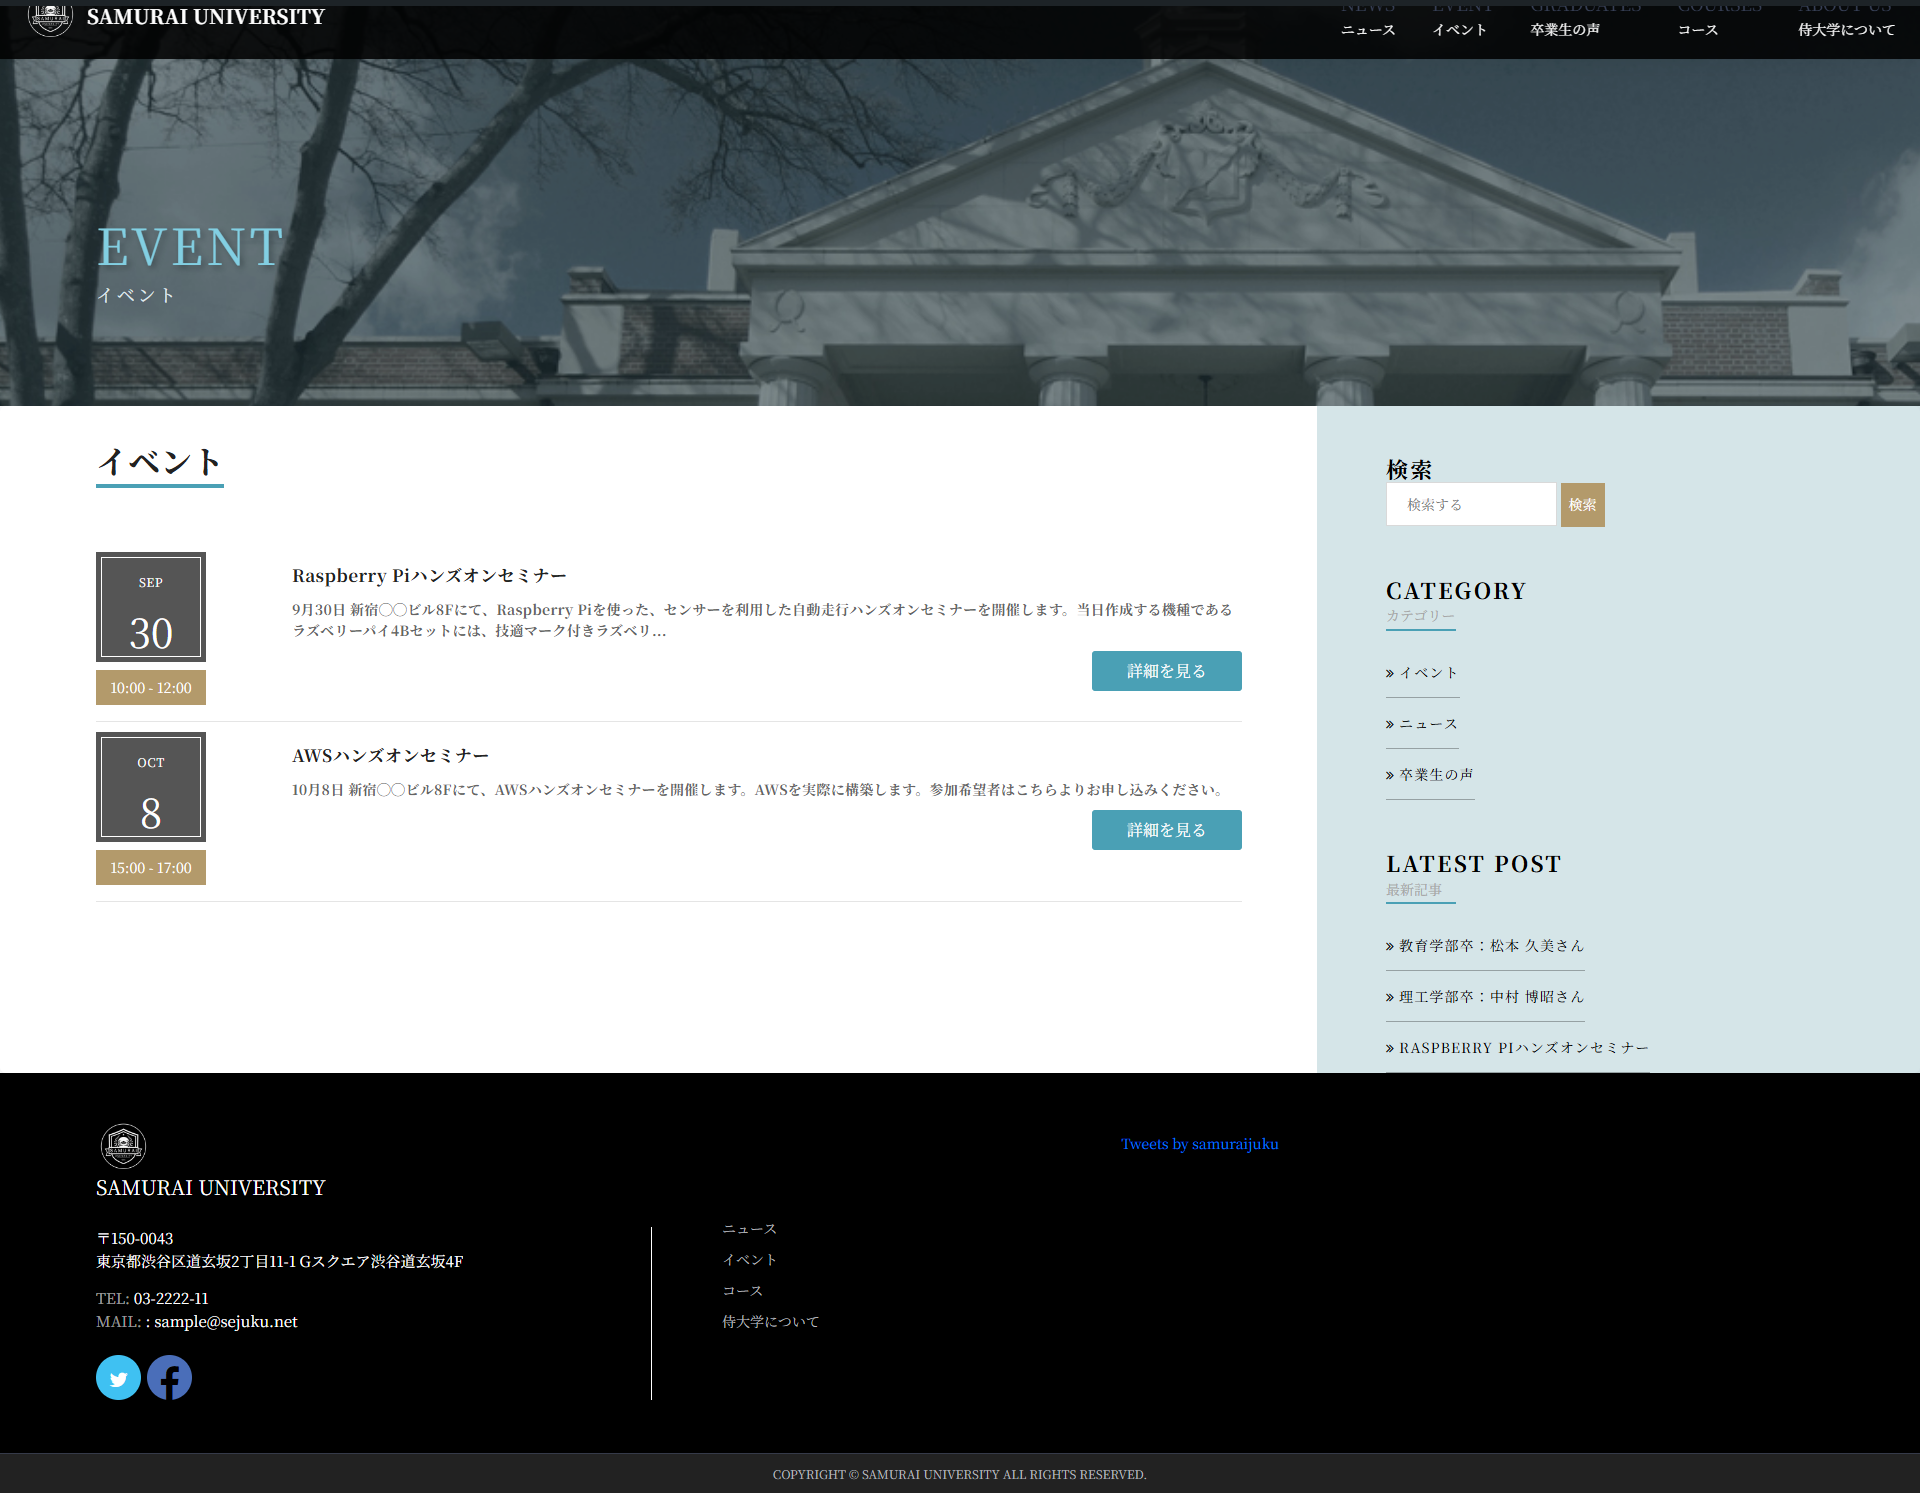 SAMURAI UNIVERSITY
NEWS
ニュース
EVENT
イベント
GRADUATES
卒業生の声
COURSES
コース
ABOUT US
侍大学について
EVENT
イベント
イベント
SEP
30
10:00 - 12:00
Raspberry Piハンズオンセミナー
9月30日 新宿◯◯ビル8Fにて、Raspberry Piを使った、センサーを利用した自動走行ハンズオンセミナーを開催します。当日作成する機種である
ラズベリーパイ4Bセットには、技適マーク付きラズベリ...
詳細を見る
OCT
8
15:00 - 17:00
AWSハンズオンセミナー
10月8日 新宿◯◯ビル8Fにて、AWSハンズオンセミナーを開催します。AWSを実際に構築します。参加希望者はこちらよりお申し込みください。
詳細を見る
検索
検索する
検索
CATEGORY
カテゴリー
» イベント
» ニュース
» 卒業生の声
LATEST POST
最新記事
» 教育学部卒：松本 久美さん
» 理工学部卒：中村 博昭さん
» RASPBERRY PIハンズオンセミナー
SAMURAI
SAMURAI UNIVERSITY
〒150-0043
東京都渋谷区道玄坂2丁目11-1 Gスクエア渋谷道玄坂4F
TEL: 03-2222-11
MAIL: : sample@sejuku.net
ニュース
イベント
コース
侍大学について
Tweets by samuraijuku
COPYRIGHT © SAMURAI UNIVERSITY ALL RIGHTS RESERVED.